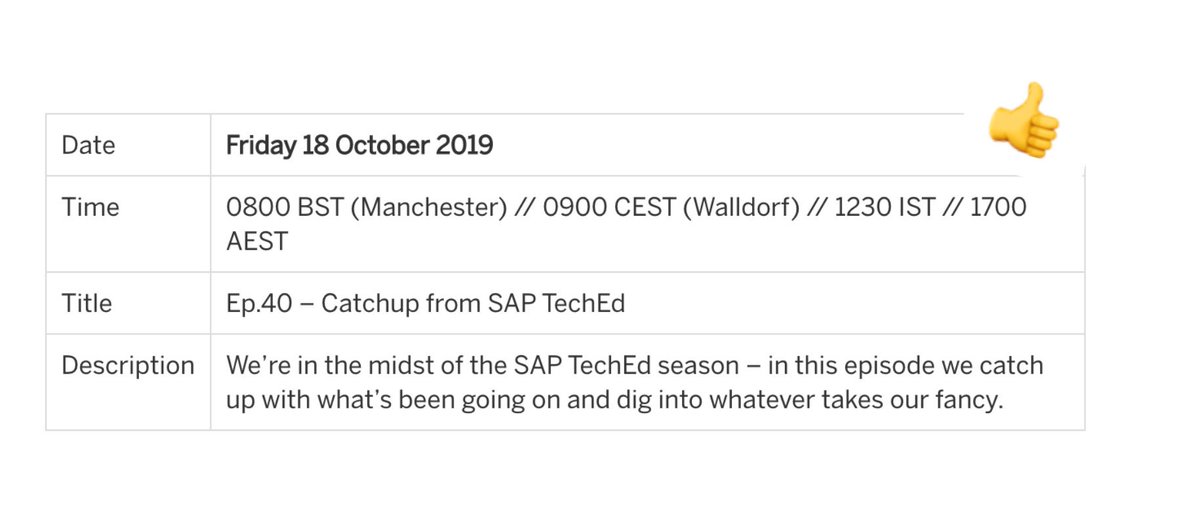 Date Friday 18 October 2019
Time 0800 BST (Manchester) // 0900 CEST (Walldorf) // 1230 IST // 1700
AEST
Title Ep.40 – Catchup from SAP TechEd
Description We’re in the midst of the SAP TechEd season – in this episode we catch
up with what’s been going on and dig into whatever takes our fancy.